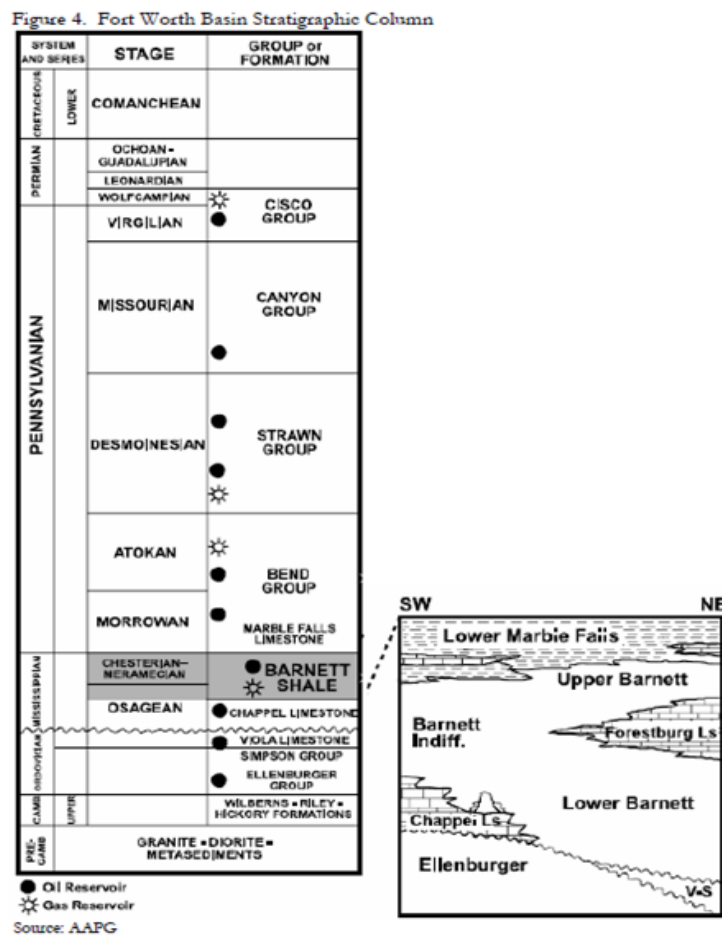 Figure 4. Fort Worth Basin Stratigraphic Column
SYSTEM
AND SERIES
STAGE
GROUP or
FORMATION
CRETACEOUS
LOWER
COMANCHEAN
PERMIAN
OCHOAN-
GUADALUPIAN
LEONARDIAN
WOLFCAMPIAN
CISCO
GROUP
PENNSYLVANIAN
VIRGILIAN
MISSOURIAN
CANYON
GROUP
DESMOINESIAN
STRAWN
GROUP
ATOKAN
BEND
GROUP
MORROWAN
MARBLE FALLS
LIMESTONE
MISSISSIPPIAN
CHESTERIAN-
NERAMECIAN
BARNETT
SHALE
OSAGEAN
CHAPPEL LIMESTONE
ORDOVICIAN
VIOLA LIMESTONE
SIMPSON GROUP
ELLENBURGER
GROUP
CAMB
UPPER
WILBERNS-RILEY-
HICKORY FORMATIONS
PRE-
CAMB
GRANITE-DIORITE-
METASEDIMENTS
Oil Reservoir
Gas Reservoir
Source: AAPG
SW
NE
Lower Marble Falls
Upper Barnett
Barnett
Indiff.
Forestburg Ls
Lower Barnett
Chappel Ls
Ellenburger
V-S